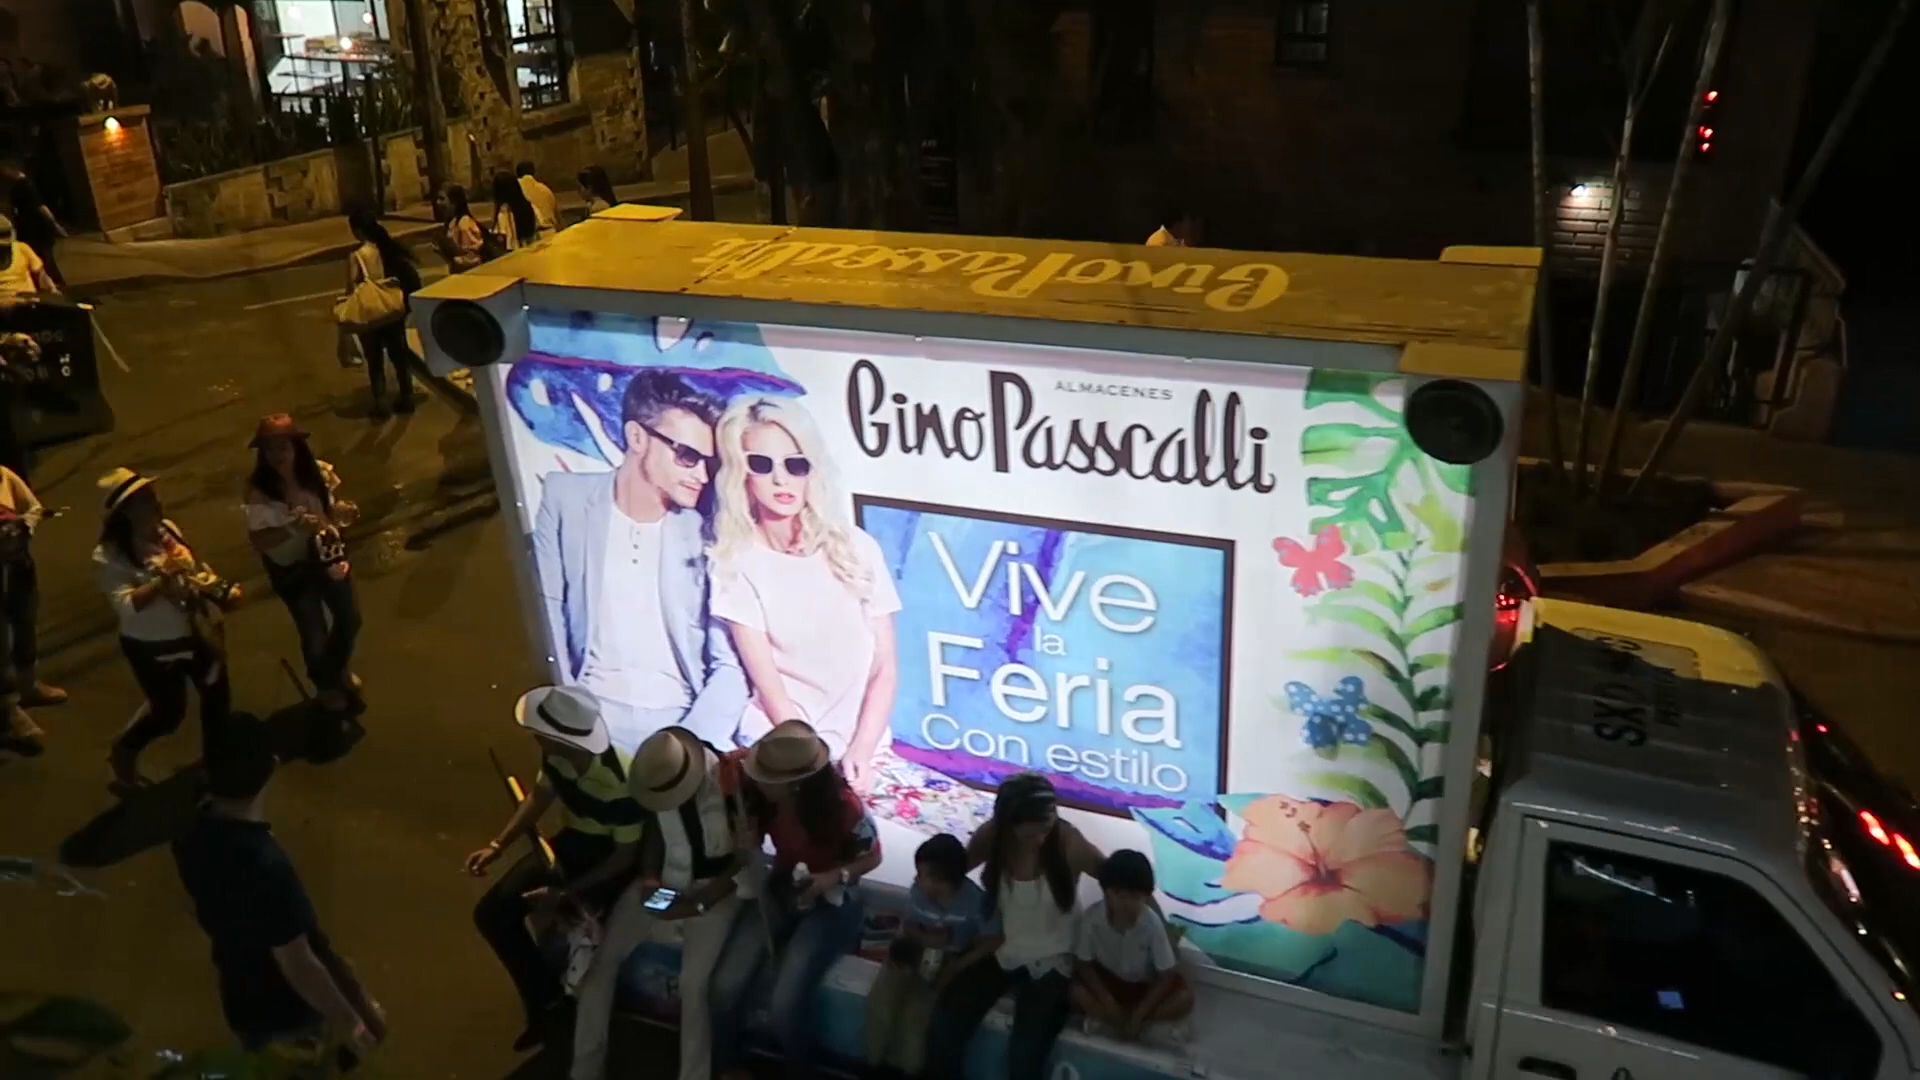 GinoPasscalli
ALMACENES
GinoPasscalli
Vive
la
Feria
Con estilo